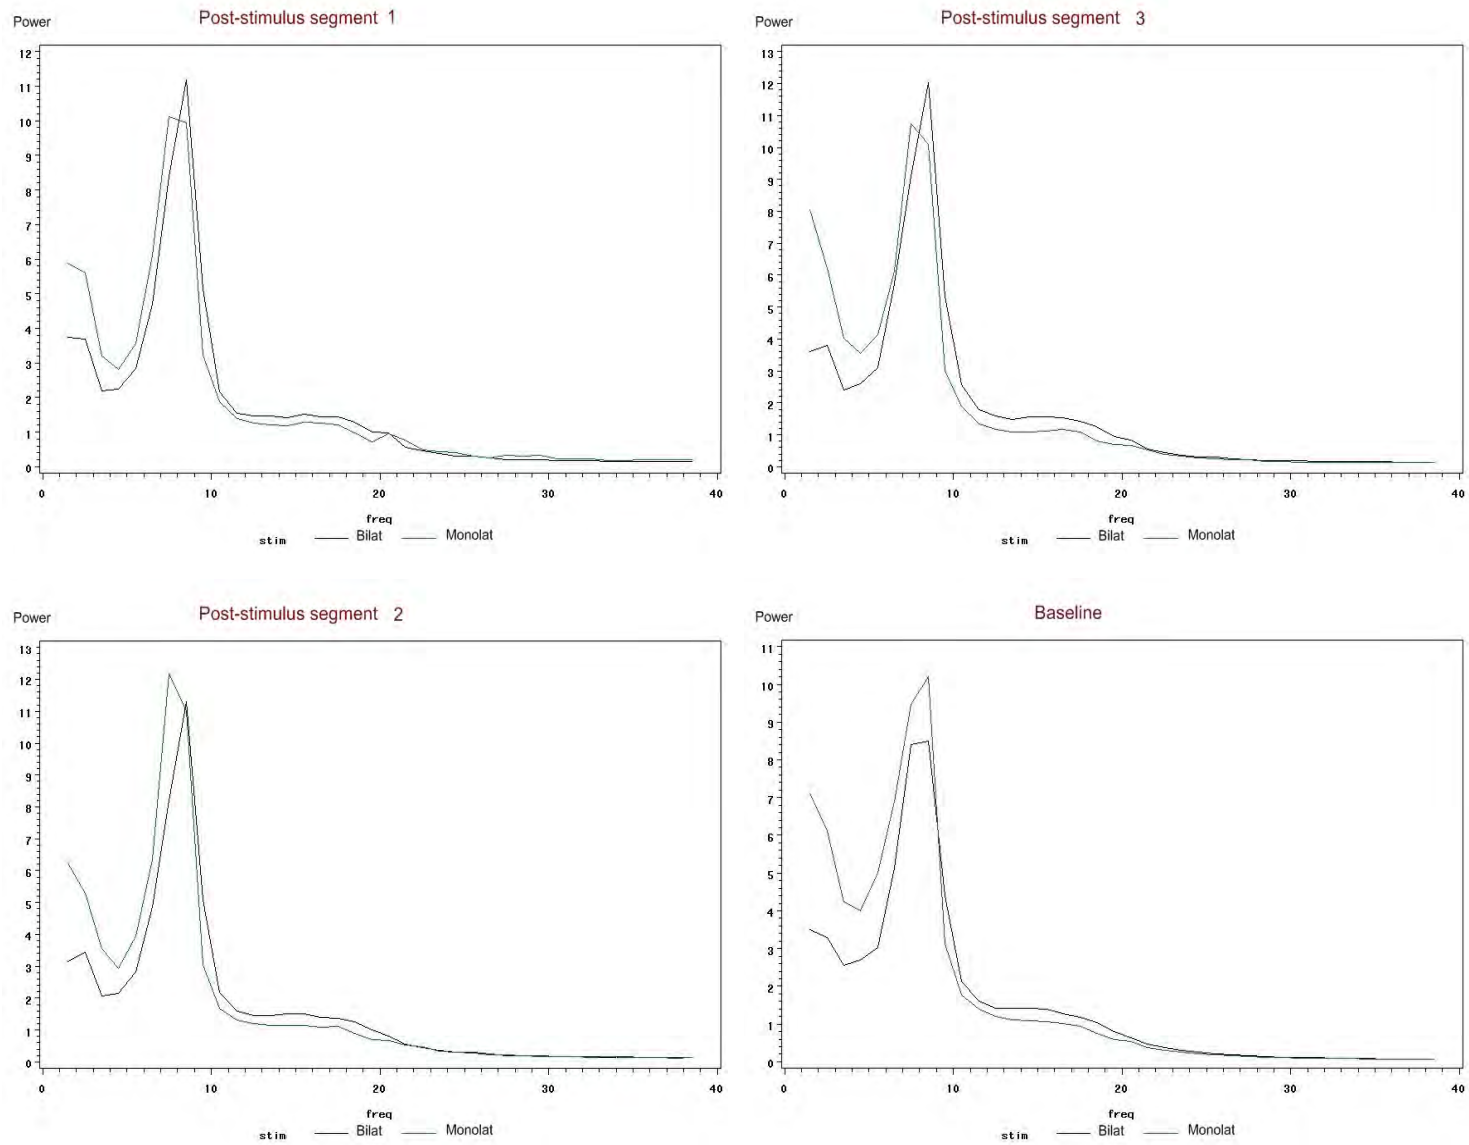 Power
Post-stimulus segment 1
12
11
10
9
8
7
6
5
4
3
2
1
0
0 10 20 30 40
freq
stim Bilat Monolat
Power
Post-stimulus segment 3
13
12
11
10
9
8
7
6
5
4
3
2
1
0
0 10 20 30 40
freq
stim Bilat Monolat
Power
Post-stimulus segment 2
13
12
11
10
9
8
7
6
5
4
3
2
1
0
0 10 20 30 40
freq
stim Bilat Monolat
Power
Baseline
11
10
9
8
7
6
5
4
3
2
1
0
0 10 20 30 40
freq
stim Bilat Monolat